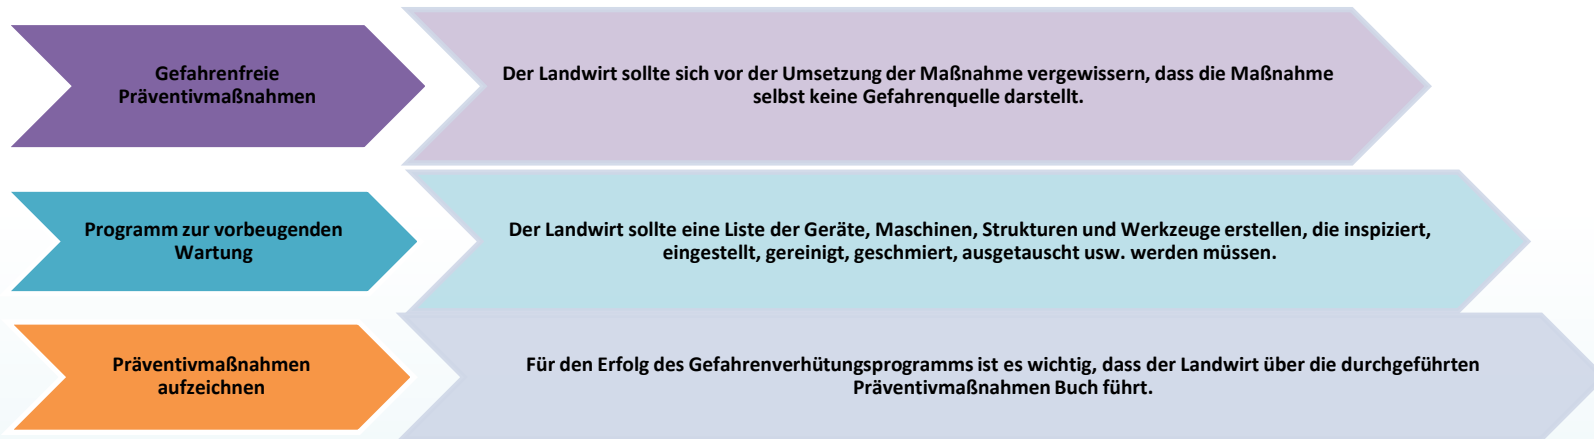 Gefahrenfreie
Präventivmaßnahmen
Der Landwirt sollte sich vor der Umsetzung der Maßnahme vergewissern, dass die Maßnahme
selbst keine Gefahrenquelle darstellt.
Programm zur vorbeugenden
Wartung
Der Landwirt sollte eine Liste der Geräte, Maschinen, Strukturen und Werkzeuge erstellen, die inspiziert,
eingestellt, gereinigt, geschmiert, ausgetauscht usw. werden müssen.
Präventivmaßnahmen
aufzeichnen
Für den Erfolg des Gefahrenverhütungsprogramms ist es wichtig, dass der Landwirt über die durchgeführten
Präventivmaßnahmen Buch führt.